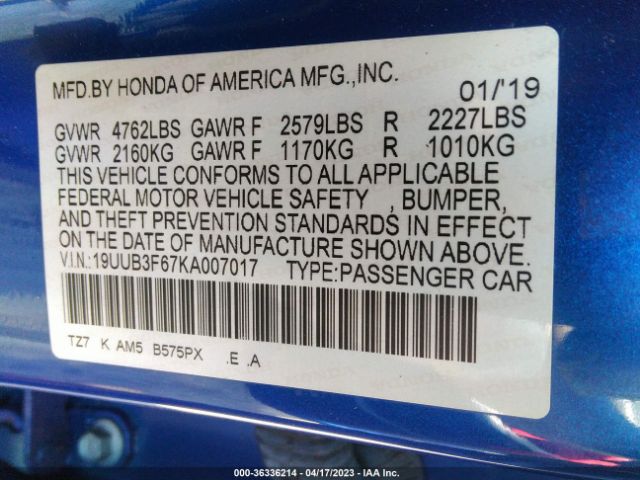 MFD.BY HONDA OF AMERICA MFG.,INC. 01/'19
GVWR 4762LBS GAWR F 2579LBS R 2227LBS
GVWR 2160KG GAWR F 1170KG R 1010KG
THIS VEHICLE CONFORMS TO ALL APPLICABLE
FEDERAL MOTOR VEHICLE SAFETY , BUMPER,
AND THEFT PREVENTION STANDARDS IN EFFECT
ON THE DATE OF MANUFACTURE SHOWN ABOVE.
V.I.N.:19UUB3F67KA007017 TYPE:PASSENGER CAR
TZ7 K AM5 B575PX .E .A
000-36336214 - 04/17/2023 - IAA Inc.